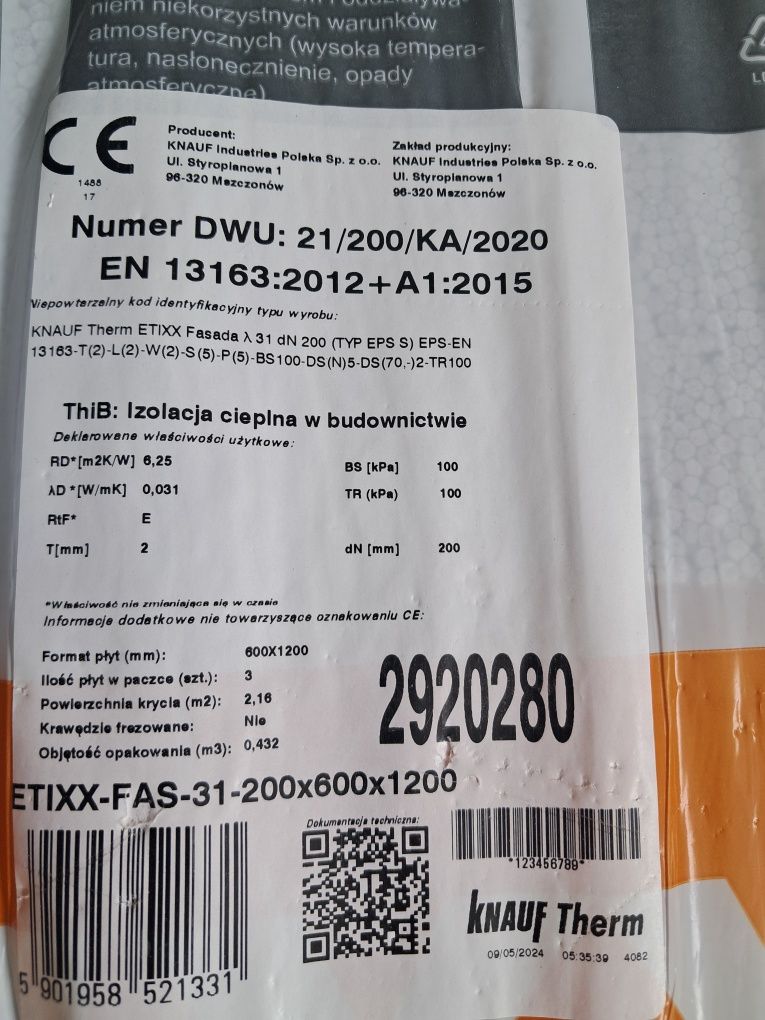 niem niekorzystnych warunków
atmosferycznych (wysoka tempera-
tura, nasłonecznienie, opady
atmosferyczne)
CE
1488
17
Producent:
KNAUF Industries Polska Sp. z o.o.
Ul. Styropianowa 1
96-320 Mszczonów
Zakład produkcyjny:
KNAUF Industries Polska Sp. z o.o.
Ul. Styropianowa 1
96-320 Mszczonów
Numer DWU: 21/200/KA/2020
EN 13163:2012+A1:2015
Niepowtarzalny kod identyfikacyjny typu wyrobu:
KNAUF Therm ETIXX Fasada λ 31 dN 200 (TYP EPS S) EPS-EN
13163-T(2)-L(2)-W(2)-S(5)-P(5)-BS100-DS(N)5-DS(70,-)2-TR100
ThiB: Izolacja cieplna w budownictwie
Deklarowane właściwości użytkowe:
RD*[m2K/W] 6,25 BS [kPa] 100
λD *[W/mK] 0,031 TR (kPa) 100
RtF* E
T[mm] 2 dN [mm] 200
*Właściwość nie zmieniająca się w czasie
Informacje dodatkowe nie towarzyszące oznakowaniu CE:
Format płyt (mm): 600X1200
Ilość płyt w paczce (szt.): 3
Powierzchnia krycia (m2): 2,16
Krawędzie frezowane: Nie
Objętość opakowania (m3): 0,432
2920280
ETIXX-FAS-31-200x600x1200
Dokumentacja techniczna:
*123456789*
5 901958 521331
KNAUF Therm
09/05/2024 05:35:39 4082